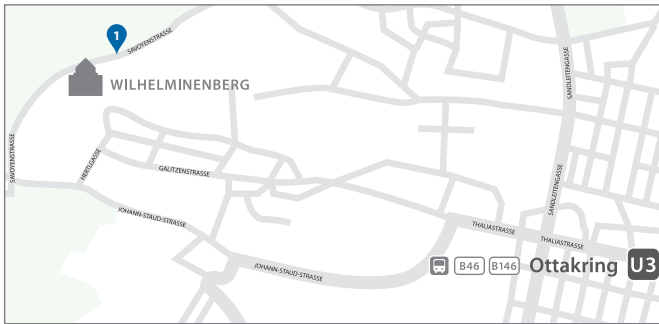 1
SAVOYENSTRASSE
WILHELMINENBERG
SANDLEITENGASSE
SAVOYENSTRASSE
HERTLGASSE
GALITZENSTRASSE
SANDLEITENGASSE
JOHANN-STAUD-STRASSE
THALIASTRASSE
THALIASTRASSE
JOHANN-STAUD-STRASSE
B46 B146 Ottakring U3